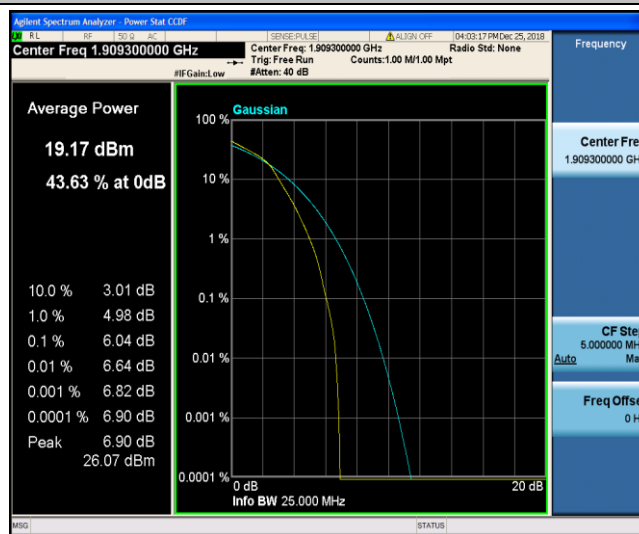 Agilent Spectrum Analyzer - Power Stat CCDF
RL RF 50 Ω AC SENSE:PULSE ALIGN OFF 04:03:17 PM Dec 25, 2018
Center Freq 1.909300000 GHz
Center Freq: 1.909300000 GHz Radio Std: None
Trig: Free Run Counts:1.00 M/1.00 Mpt
#IFGain:Low #Atten: 40 dB
Frequency
Average Power
19.17 dBm
43.63 % at 0dB
10.0 % 3.01 dB
1.0 % 4.98 dB
0.1 % 6.04 dB
0.01 % 6.64 dB
0.001 % 6.82 dB
0.0001 % 6.90 dB
Peak 6.90 dB
26.07 dBm
Gaussian
100 %
10 %
1 %
0.1 %
0.01 %
0.001 %
0.0001 %
0 dB 20 dB
Info BW 25.000 MHz
Center Fre
1.909300000 GH
CF Ste
5.000000 MH
Auto Ma
Freq Offse
0 H
MSG STATUS